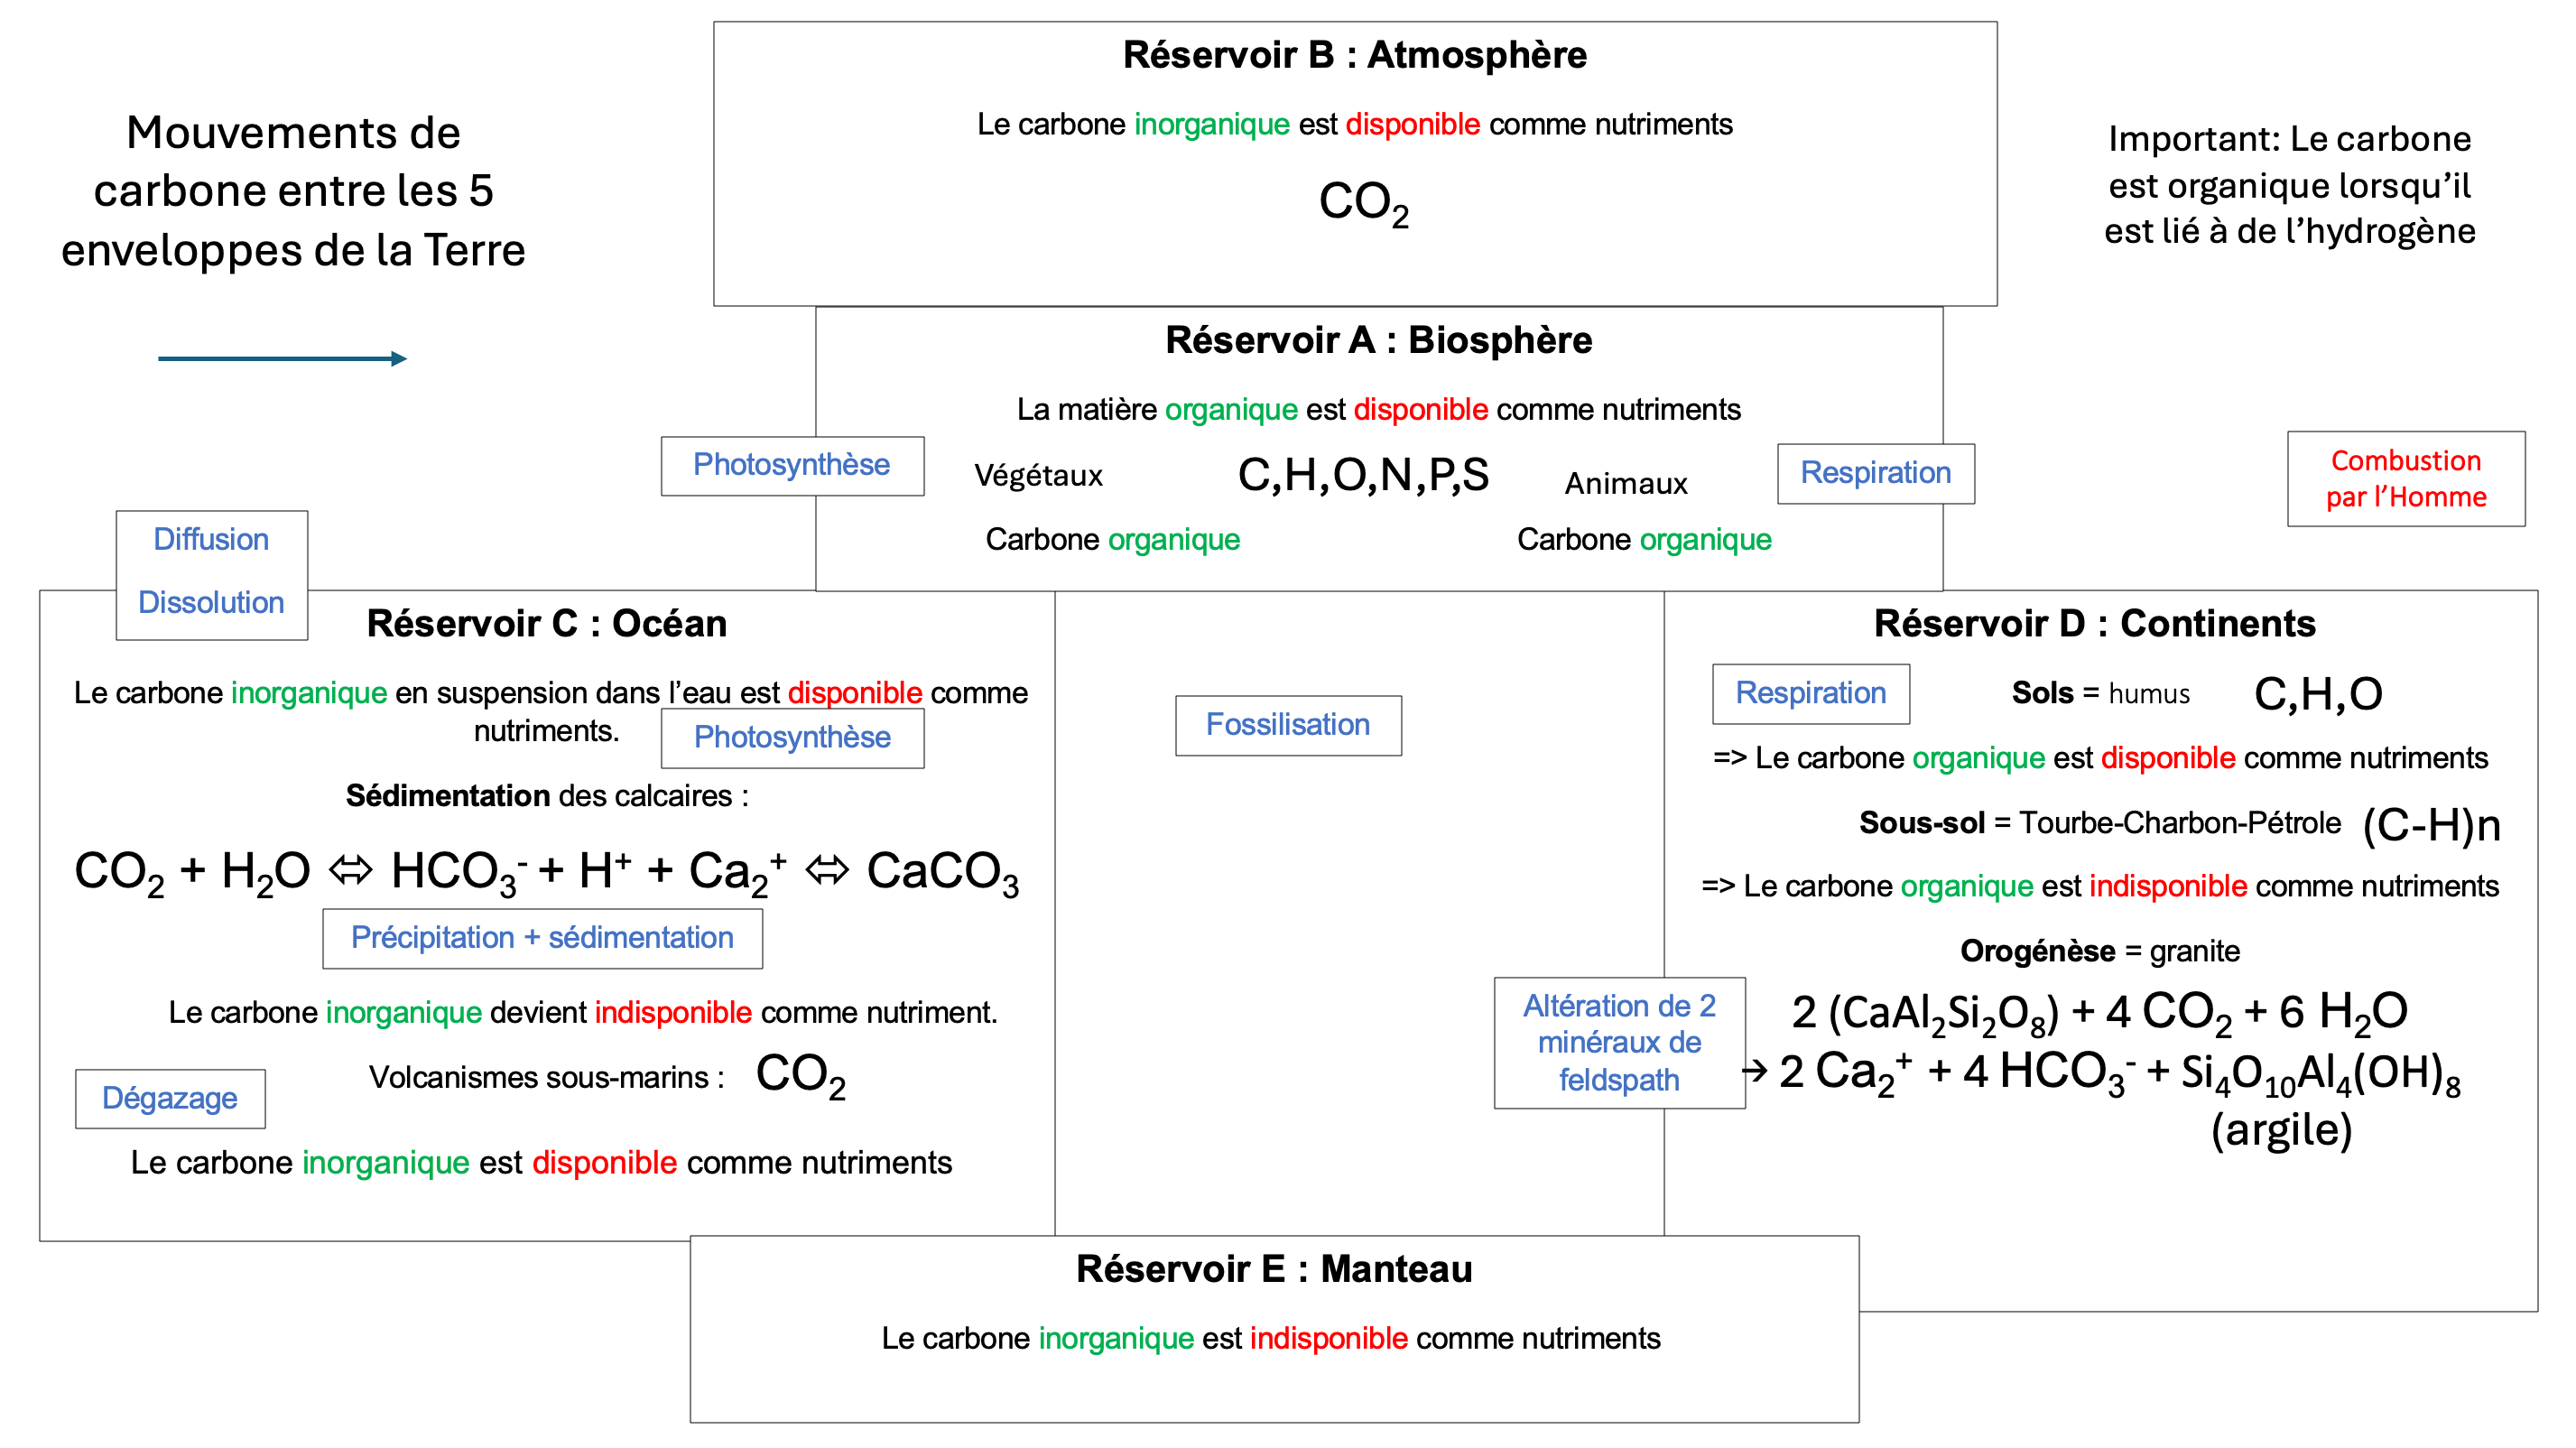 Mouvements de
carbone entre les 5
enveloppes de la Terre
Réservoir B : Atmosphère
Le carbone inorganique est disponible comme nutriments
CO₂
Important: Le carbone
est organique lorsqu’il
est lié à de l’hydrogène
Réservoir A : Biosphère
La matière organique est disponible comme nutriments
Photosynthèse
Végétaux
C,H,O,N,P,S
Animaux
Respiration
Carbone organique
Carbone organique
Combustion
par l’Homme
Diffusion
Dissolution
Réservoir C : Océan
Le carbone inorganique en suspension dans l’eau est disponible comme
nutriments.
Photosynthèse
Sédimentation des calcaires :
CO₂ + H₂O ⬄ HCO₃⁻ + H⁺ + Ca₂⁺ ⬄ CaCO₃
Précipitation + sédimentation
Le carbone inorganique devient indisponible comme nutriment.
Volcanismes sous-marins : CO₂
Dégazage
Le carbone inorganique est disponible comme nutriments
Fossilisation
Réservoir D : Continents
Respiration
Sols = humus C,H,O
=> Le carbone organique est disponible comme nutriments
Sous-sol = Tourbe-Charbon-Pétrole (C-H)n
=> Le carbone organique est indisponible comme nutriments
Orogénèse = granite
Altération de 2
minéraux de
feldspath
2 (CaAl₂Si₂O₈) + 4 CO₂ + 6 H₂O
→ 2 Ca₂⁺ + 4 HCO₃⁻ + Si₄O₁₀Al₄(OH)₈
(argile)
Réservoir E : Manteau
Le carbone inorganique est indisponible comme nutriments